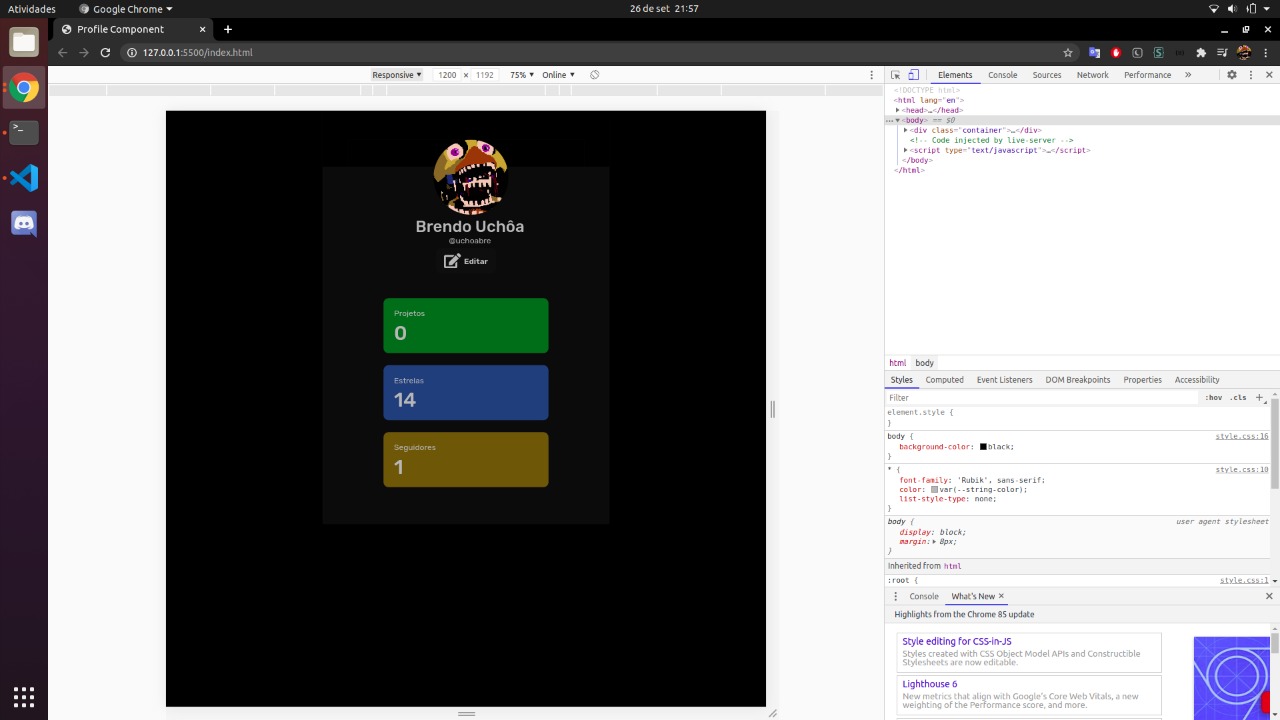 Atividades
Google Chrome
26 de set 21:57
Profile Component
127.0.0.1:5500/index.html
Responsive
1200 × 1192
75%
Online
Elements
Console
Sources
Network
Performance
»
<!DOCTYPE html>
<html lang="en">
<head>…</head>
<body> == $0
<div class="container">…</div>
<!-- Code injected by live-server -->
<script type="text/javascript">…</script>
</body>
</html>
Brendo Uchôa
@uchoabre
Editar
Projetos
0
Estrelas
14
Seguidores
1
html body
Styles
Computed
Event Listeners
DOM Breakpoints
Properties
Accessibility
Filter
:hov .cls +
element.style {
}
body { style.css:16
background-color: black;
}
* { style.css:10
font-family: 'Rubik', sans-serif;
color: var(--string-color);
list-style-type: none;
}
body { user agent stylesheet
display: block;
margin: 8px;
}
Inherited from html
:root { style.css:1
Console
What's New ×
Highlights from the Chrome 85 update
Style editing for CSS-in-JS
Styles created with CSS Object Model APIs and Constructible
Stylesheets are now editable.
Lighthouse 6
New metrics that align with Google's Core Web Vitals, a new
weighting of the Performance score, and more.